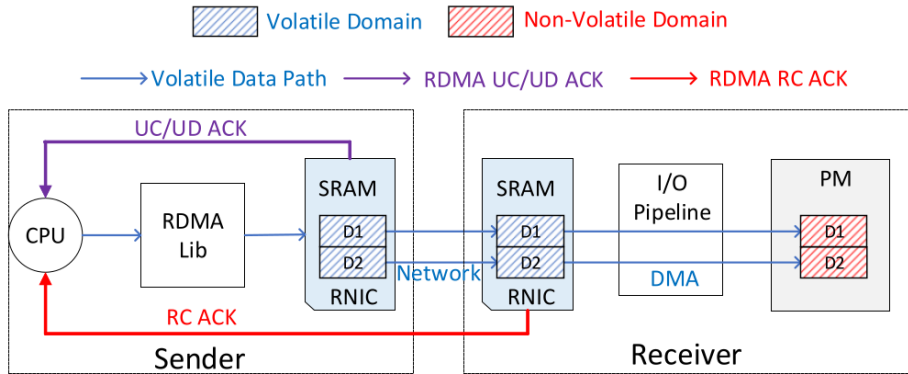 Volatile Domain
Non-Volatile Domain
Volatile Data Path
RDMA UC/UD ACK
RDMA RC ACK
UC/UD ACK
CPU
RDMA
Lib
SRAM
D1
D2
RNIC
Network
SRAM
D1
D2
RNIC
I/O
Pipeline
DMA
PM
D1
D2
RC ACK
Sender
Receiver